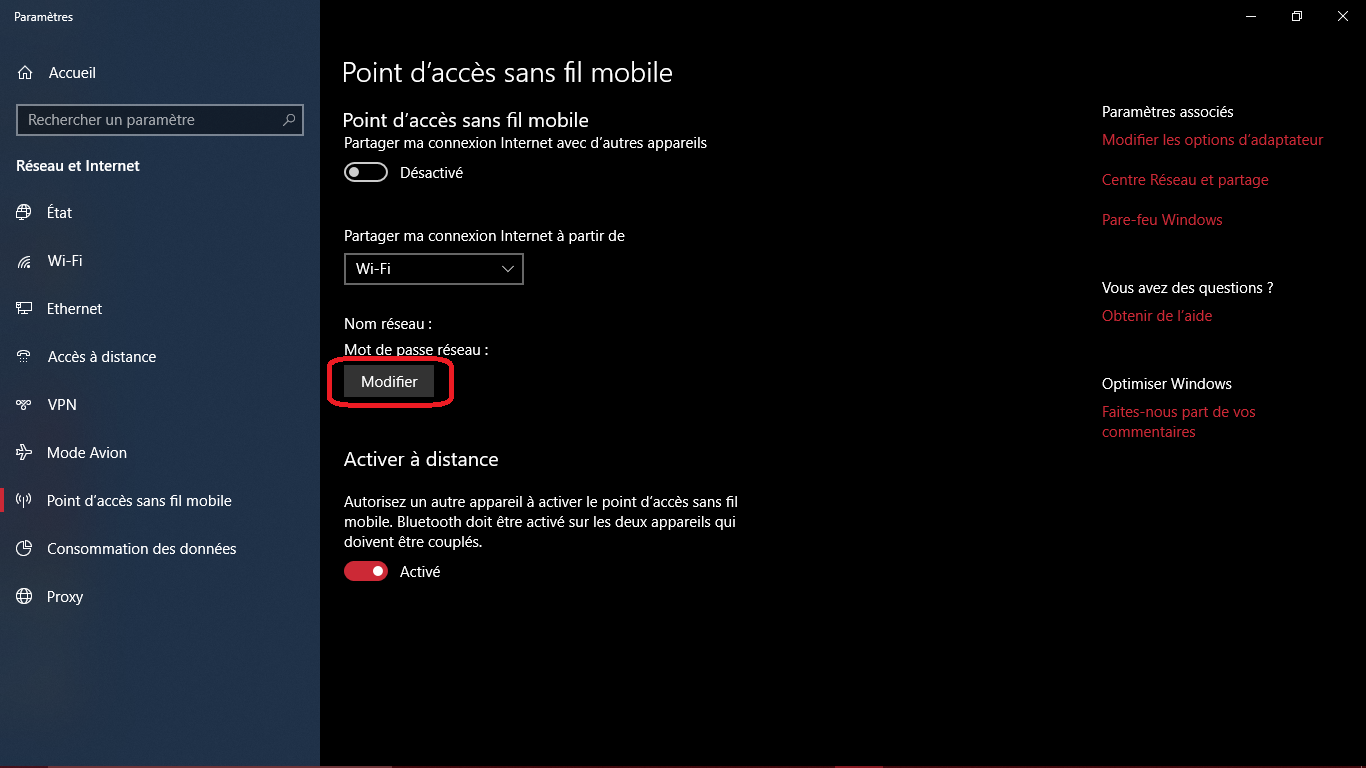 Paramètres
Accueil
Rechercher un paramètre
Réseau et Internet
État
Wi-Fi
Ethernet
Accès à distance
VPN
Mode Avion
Point d’accès sans fil mobile
Consommation des données
Proxy
Point d’accès sans fil mobile
Point d’accès sans fil mobile
Partager ma connexion Internet avec d’autres appareils
Désactivé
Partager ma connexion Internet à partir de
Wi-Fi
Nom réseau :
Mot de passe réseau :
Modifier
Activer à distance
Autorisez un autre appareil à activer le point d’accès sans fil
mobile. Bluetooth doit être activé sur les deux appareils qui
doivent être couplés.
Activé
Paramètres associés
Modifier les options d’adaptateur
Centre Réseau et partage
Pare-feu Windows
Vous avez des questions ?
Obtenir de l’aide
Optimiser Windows
Faites-nous part de vos
commentaires